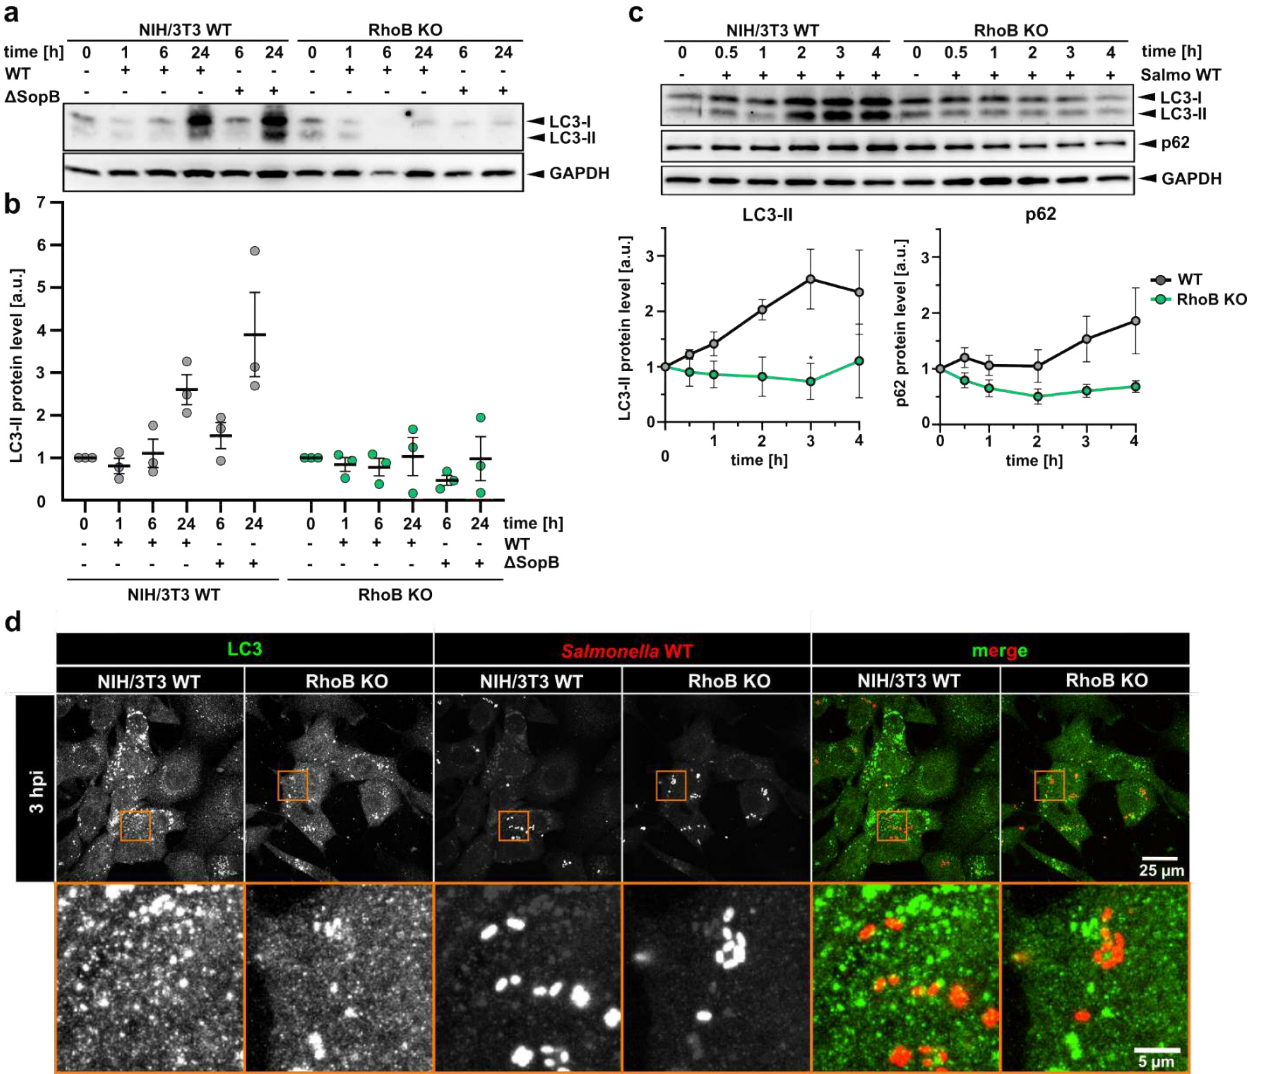 a
NIH/3T3 WT RhoB KO
time [h] 0 1 6 24 6 24 0 1 6 24 6 24
WT - + + + - - - + + + - -
ΔSopB - - - - + + - - - - + +
LC3-I
LC3-II
GAPDH
b
LC3-II protein level [a.u.]
7
6
5
4
3
2
1
0
0 1 6 24 6 24 0 1 6 24 6 24 time [h]
- + + + - - - + + + - - WT
- - - - + + - - - - + + ΔSopB
NIH/3T3 WT RhoB KO
c
NIH/3T3 WT RhoB KO
0 0.5 1 2 3 4 0 0.5 1 2 3 4 time [h]
- + + + + + - + + + + + Salmo WT
LC3-I
LC3-II
p62
GAPDH
LC3-II
LC3-II protein level [a.u.]
3
2
1
0
*
0 1 2 3 4
time [h]
p62
p62 protein level [a.u.]
3
2
1
0
0 1 2 3 4
time [h]
WT
RhoB KO
d
LC3 Salmonella WT merge
NIH/3T3 WT RhoB KO NIH/3T3 WT RhoB KO NIH/3T3 WT RhoB KO
3 hpi
25 µm
5 µm